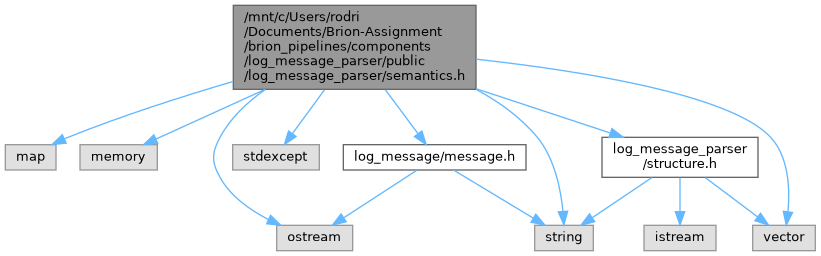 /mnt/c/Users/rodri
/Documents/Brion-Assignment
/brion_pipelines/components
/log_message_parser/public
/log_message_parser/semantics.h
map
memory
stdexcept
log_message/message.h
log_message_parser
/structure.h
ostream
string
istream
vector